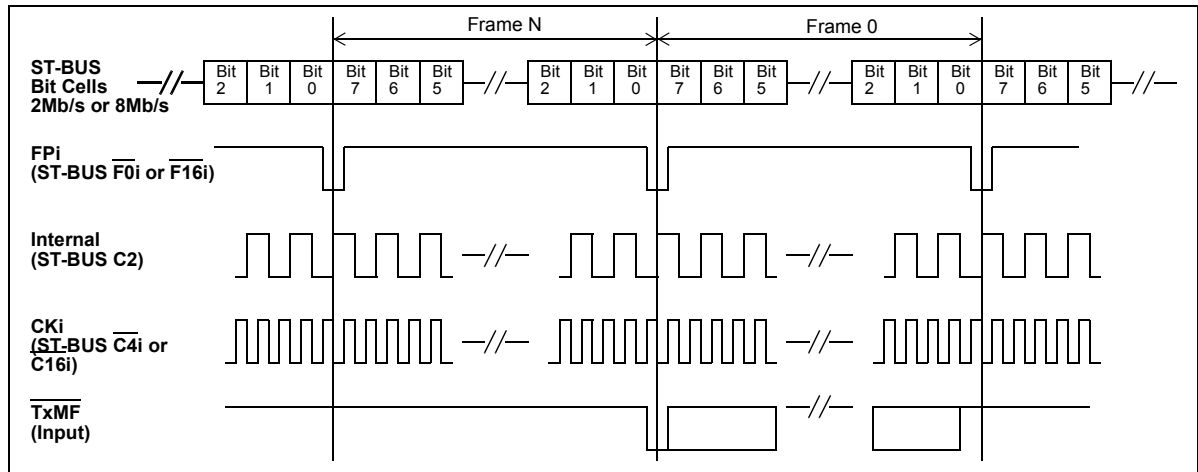 Frame N
Frame 0
ST-BUS
Bit Cells
2Mb/s or 8Mb/s
Bit 2 Bit 1 Bit 0 Bit 7 Bit 6 Bit 5 Bit 2 Bit 1 Bit 0 Bit 7 Bit 6 Bit 5 Bit 2 Bit 1 Bit 0 Bit 7 Bit 6 Bit 5
FPi
(ST-BUS F0i or F16i)
Internal
(ST-BUS C2)
CKi
(ST-BUS C4i or
C16i)
TxMF
(Input)